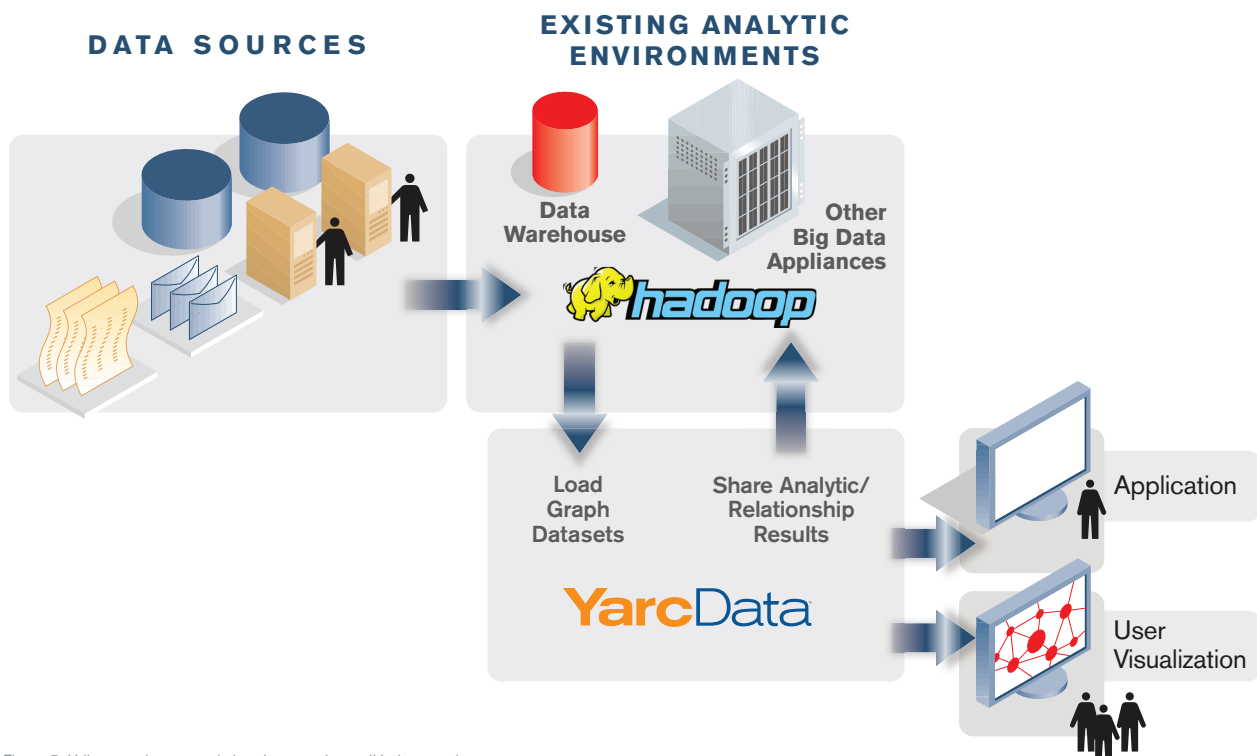 DATA SOURCES
EXISTING ANALYTIC
ENVIRONMENTS
Data
Warehouse
Other
Big Data
Appliances
hadoop
Load
Graph
Datasets
Share Analytic/
Relationship
Results
YarcData
Application
User
Visualization